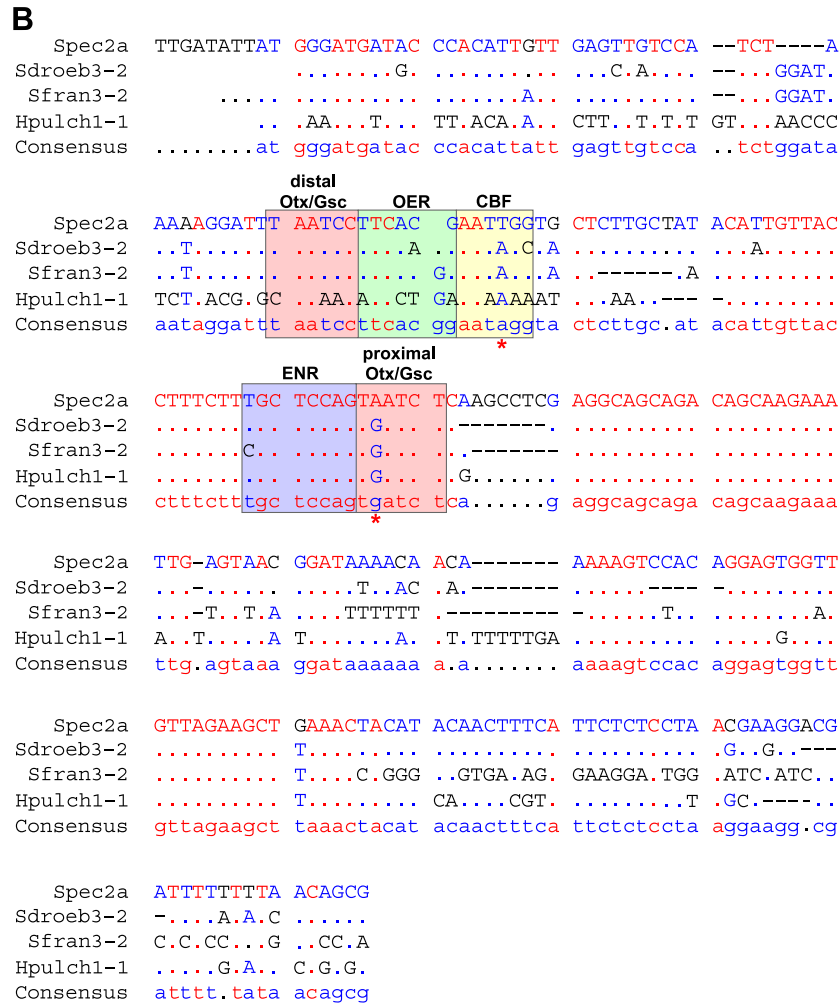 B
Spec2a TTGATATTAT GGGATGATAC CCACATTGTT GAGTTGTCCA --TCT----A
Sdroeb3-2 ........G. .......... ...C.A.... --...GGAT.
Sfran3-2 ..... .......... .......A.. .......... --...GGAT.
Hpulch1-1 .. .AA...T... TT.ACA.A.. CTT..T.T.T GT...AACCC
Consensus ........at gggatgatac ccacattatt gagttgtcca ..tctggata
distal
Otx/Gsc OER CBF
Spec2a AAAAGGATTT AATCCTTCAC GAATTGGTG CTCTTGCTAT ACATTGTTAC
Sdroeb3-2 ..T....... .........A .....A.C.A .......... ...A......
Sfran3-2 ..T....... .......... G....A...A ..------.A ..........
Hpulch1-1 TCT.ACG.GC ..AA.A..CT GA..AAAAAT ...AA..--- -.........
Consensus aataggattt aatccttcac ggaataggta ctcttgc.at acattgttac
*
ENR proximal
Otx/Gsc
Spec2a CTTTCTTTGC TCCAGTAATC TCAAGCCTCG AGGCAGCAGA CAGCAAGAAA
Sdroeb3-2 .......... ......G... ..-------. .......... ..........
Sfran3-2 .......C.. ......G... ...------- .......... ..........
Hpulch1-1 .......... ......G... ..G....... .......... ..........
Consensus ctttctttgc tccagtgatc tca......g aggcagcaga cagcaagaaa
*
Spec2a TTG-AGTAAC GGATAAAACA ACA------- AAAAGTCCAC AGGAGTGGTT
Sdroeb3-2 ...-...... .....T..AC .A.------- ......---- -.........
Sfran3-2 ...-T..T.A ....TTTTTT ---------- -......T.. ........A.
Hpulch1-1 A..T.....A T.......A. .T.TTTTTGA .......... .....G....
Consensus ttg.agtaaa ggataaaaaa a.a....... aaaagtccac aggagtggtt
Spec2a GTTAGAAGCT GAAACTACAT ACAACTTTCA TTCTCTCCTA ACGAAGGACG
Sdroeb3-2 .......... T......... .......... .......... .G..G..---
Sfran3-2 .......... T....C.GGG ..GTGA.AG. GAAGGA.TGG .ATC.ATC..
Hpulch1-1 .......... T......... CA....CGT. .........T .GC.----..
Consensus gttagaagct taaactacat acaactttca ttctctccta aggaagg.cg
Spec2a ATTTTTTTTA ACAGCG
Sdroeb3-2 -....A.A.C ......
Sfran3-2 C.C.CC...G ..CC.A
Hpulch1-1 .....G.A.. C.G.G.
Consensus attttt.tata acagcg